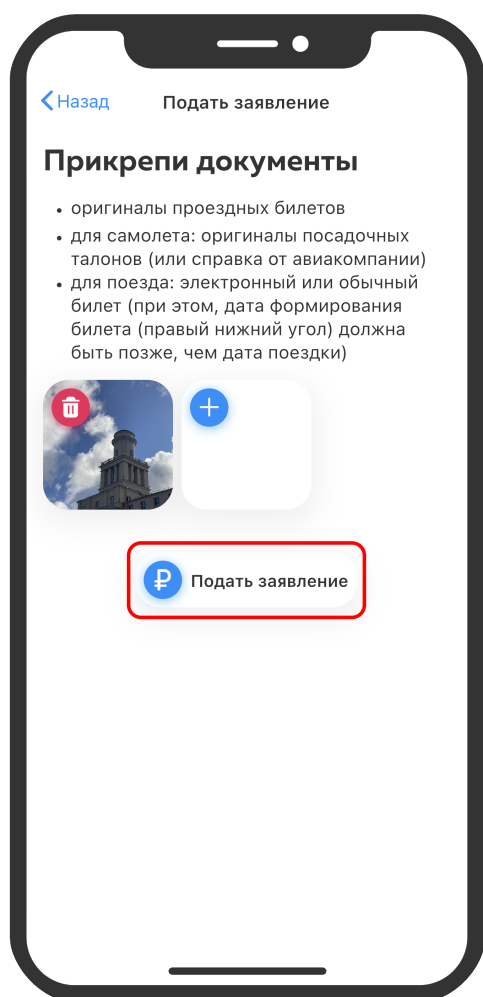 Назад
Подать заявление
Прикрепи документы
• оригиналы проездных билетов
• для самолета: оригиналы посадочных
талонов (или справка от авиакомпании)
• для поезда: электронный или обычный
билет (при этом, дата формирования
билета (правый нижний угол) должна
быть позже, чем дата поездки)
₽ Подать заявление